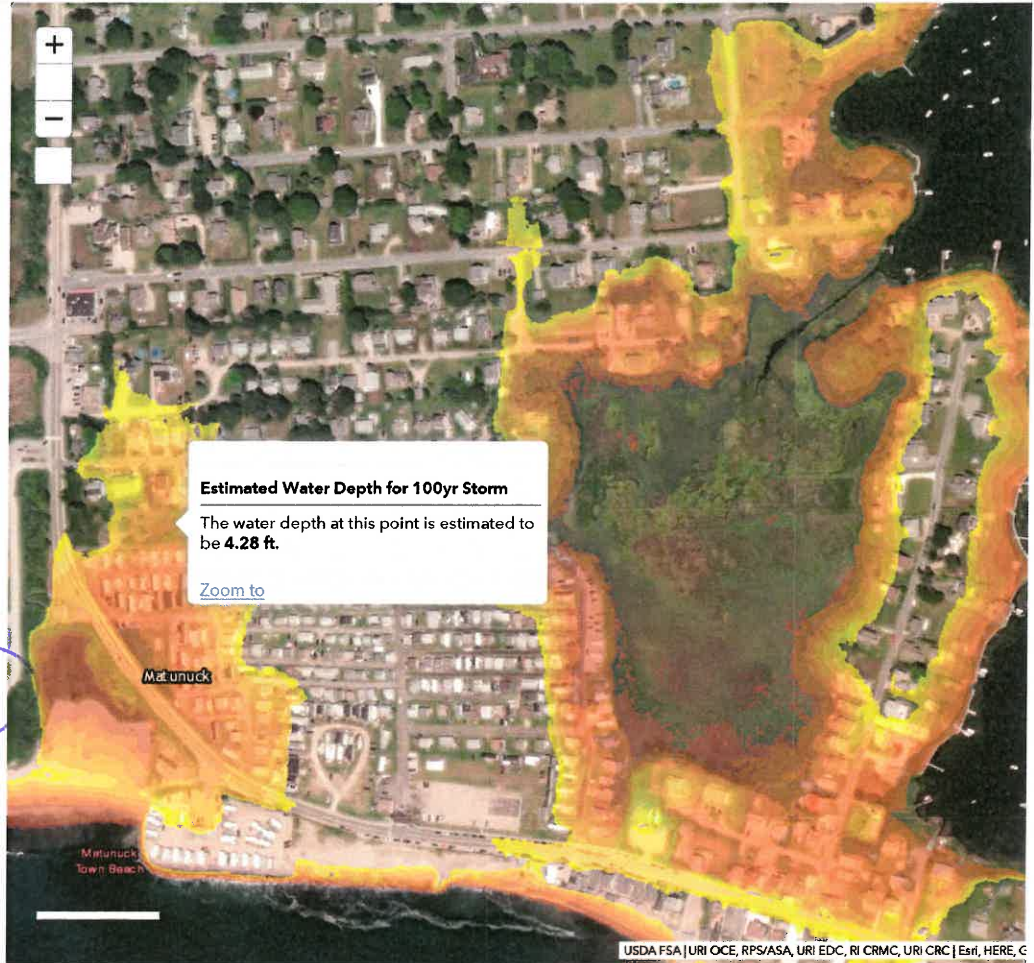 +
−
Estimated Water Depth for 100yr Storm
The water depth at this point is estimated to
be 4.28 ft.
Zoom to
Matunuck
Matunuck
Town Beach
USDA FSA | URI OCE, RPS/ASA, URI EDC, RI CRMC, URI CRC | Esri, HERE, G